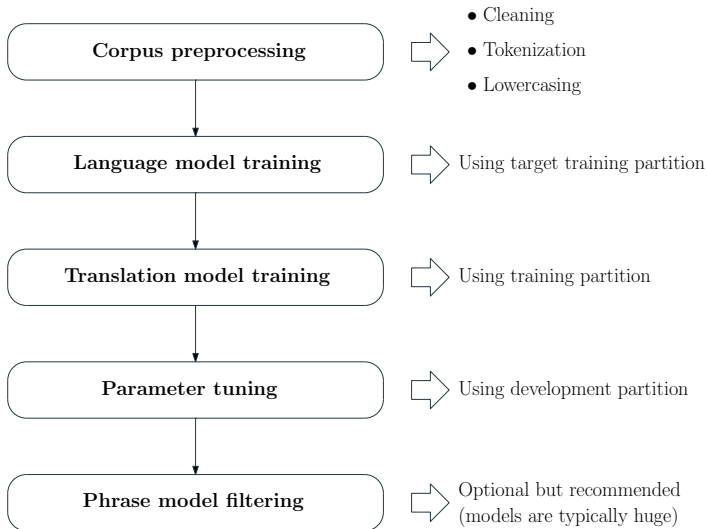 • Cleaning
Corpus preprocessing
• Tokenization
• Lowercasing
Language model training
Using target training partition
Translation model training
Using training partition
Parameter tuning
Using development partition
Phrase model filtering
Optional but recommended
(models are typically huge)